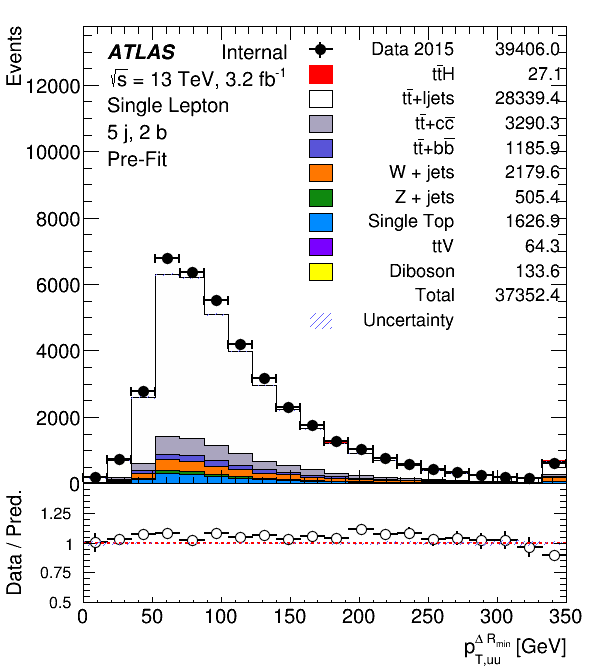 Events
ATLAS Internal
√s = 13 TeV, 3.2 fb⁻¹
Single Lepton
5 j, 2 b
Pre-Fit
Data 2015 39406.0
tt̄H 27.1
tt̄+ljets 28339.4
tt̄+cc̄ 3290.3
tt̄+bb̄ 1185.9
W + jets 2179.6
Z + jets 505.4
Single Top 1626.9
ttV 64.3
Diboson 133.6
Total 37352.4
Uncertainty
12000
10000
8000
6000
4000
2000
0
Data / Pred.
1.25
1
0.75
0.5
0 50 100 150 200 250 300 350
p_{T,uu}^{Δ R_{min}} [GeV]